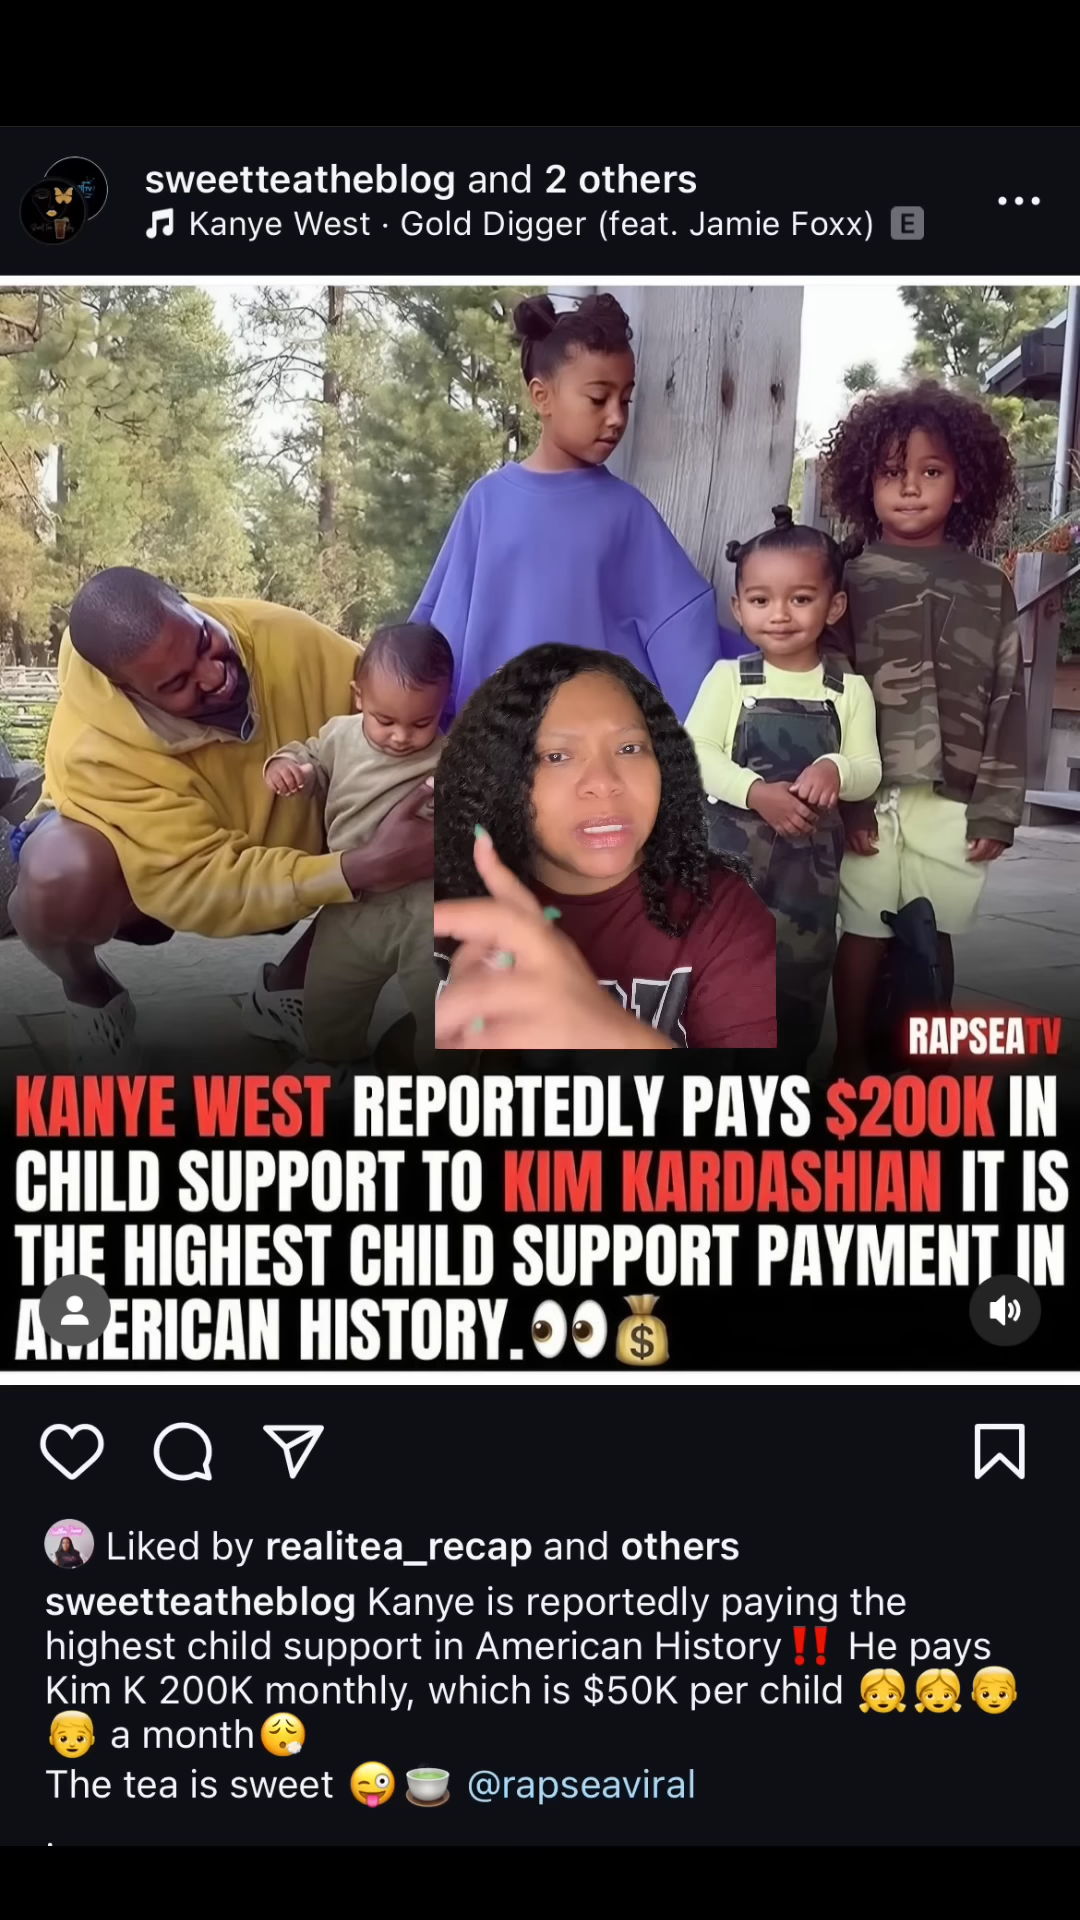 sweetteatheblog and 2 others
Kanye West · Gold Digger (feat. Jamie Foxx) E
RAPSEATV
KANYE WEST REPORTEDLY PAYS $200K IN
CHILD SUPPORT TO KIM KARDASHIAN IT IS
THE HIGHEST CHILD SUPPORT PAYMENT IN
AMERICAN HISTORY.👀💰
Liked by realitea_recap and others
sweetteatheblog Kanye is reportedly paying the
highest child support in American History‼️ He pays
Kim K 200K monthly, which is $50K per child 👧👧👦
👦 a month😮‍💨
The tea is sweet 😜🍵 @rapseaviral